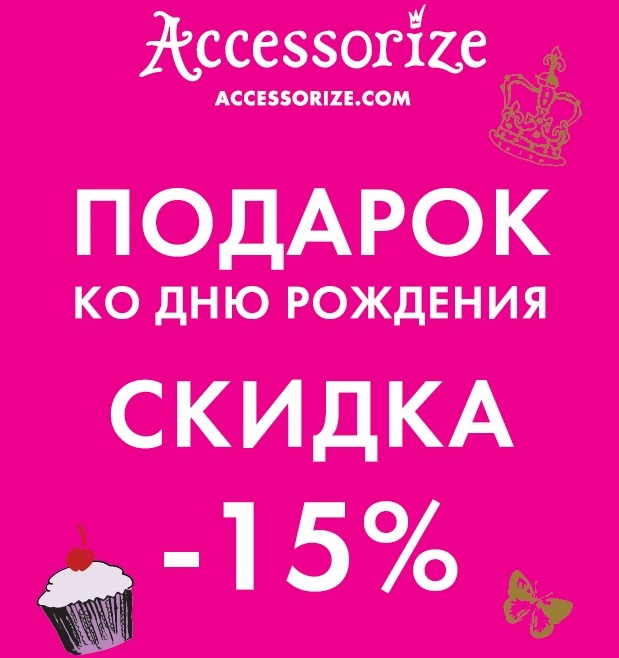 Accessorize
ACCESSORIZE.COM
ПОДАРОК
КО ДНЮ РОЖДЕНИЯ
СКИДКА
-15%